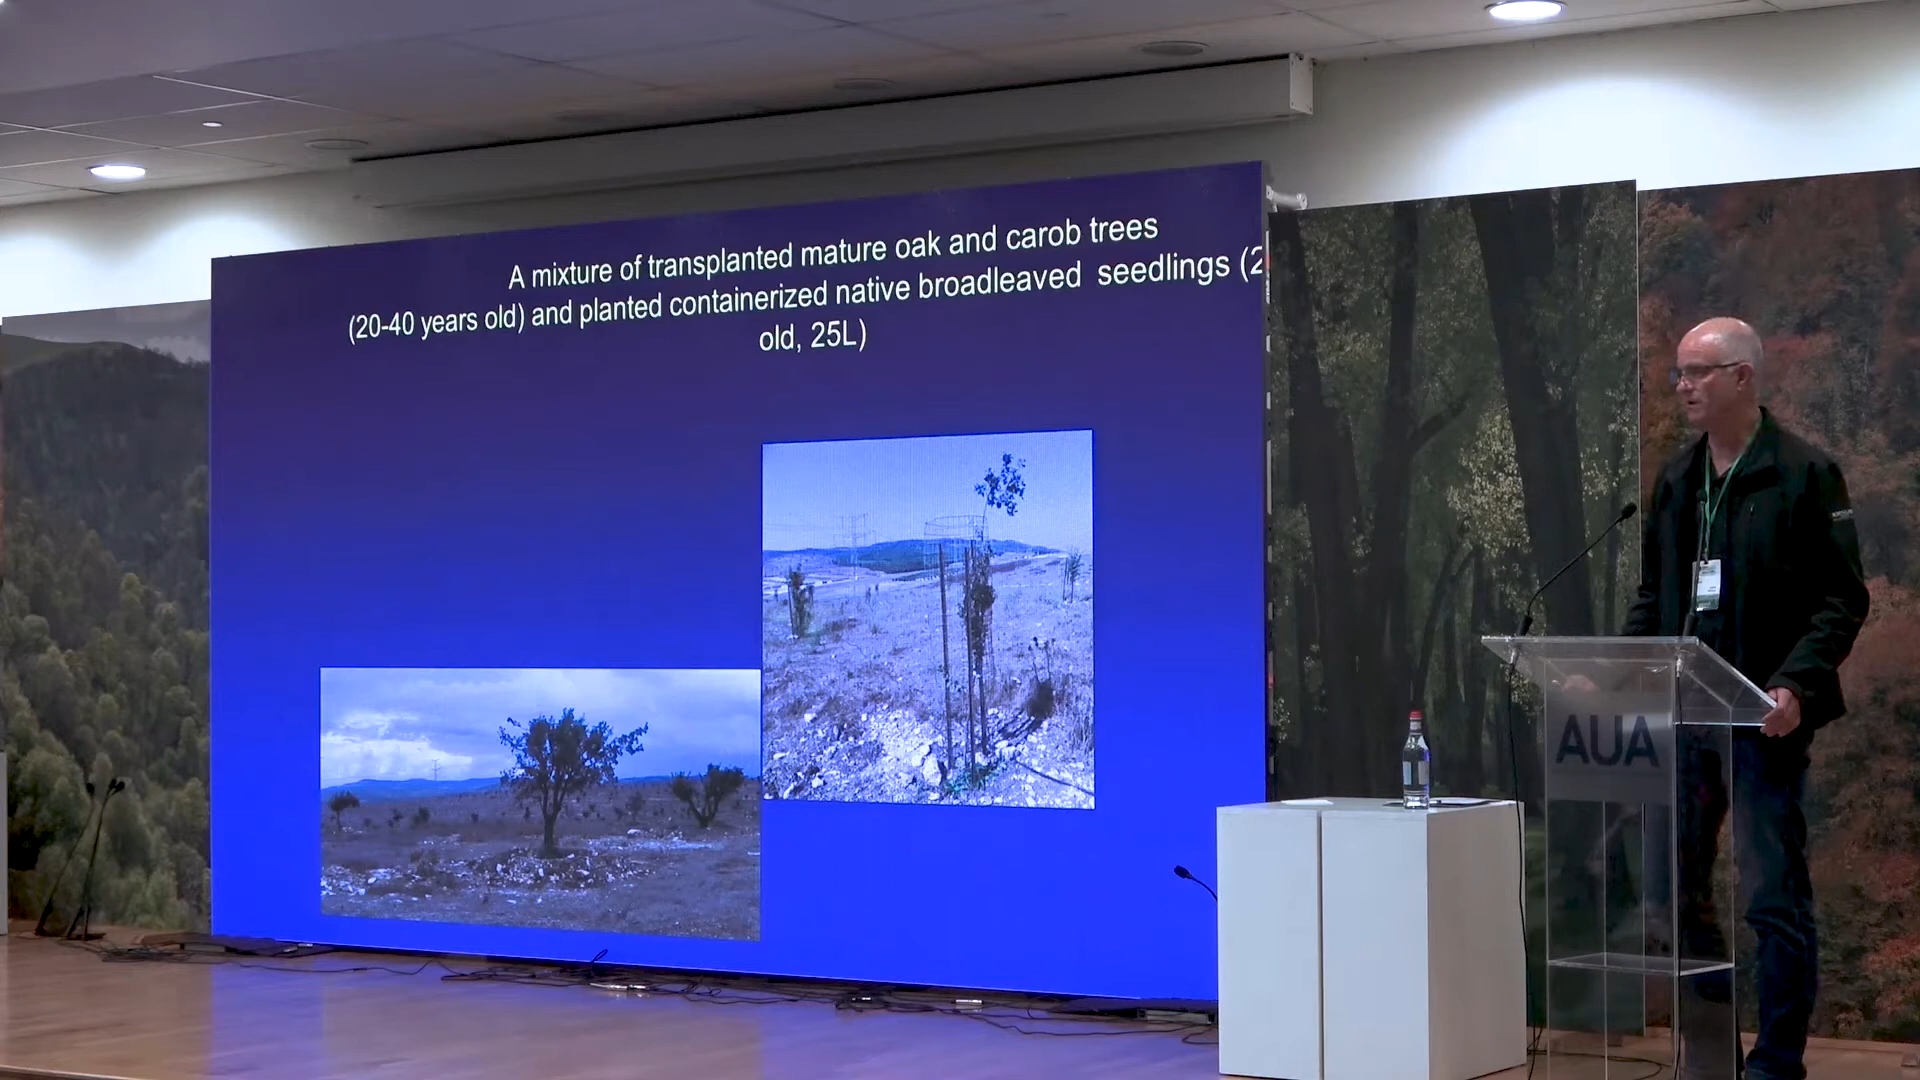 A mixture of transplanted mature oak and carob trees
(20-40 years old) and planted containerized native broadleaved seedlings (2
old, 25L)
AUA